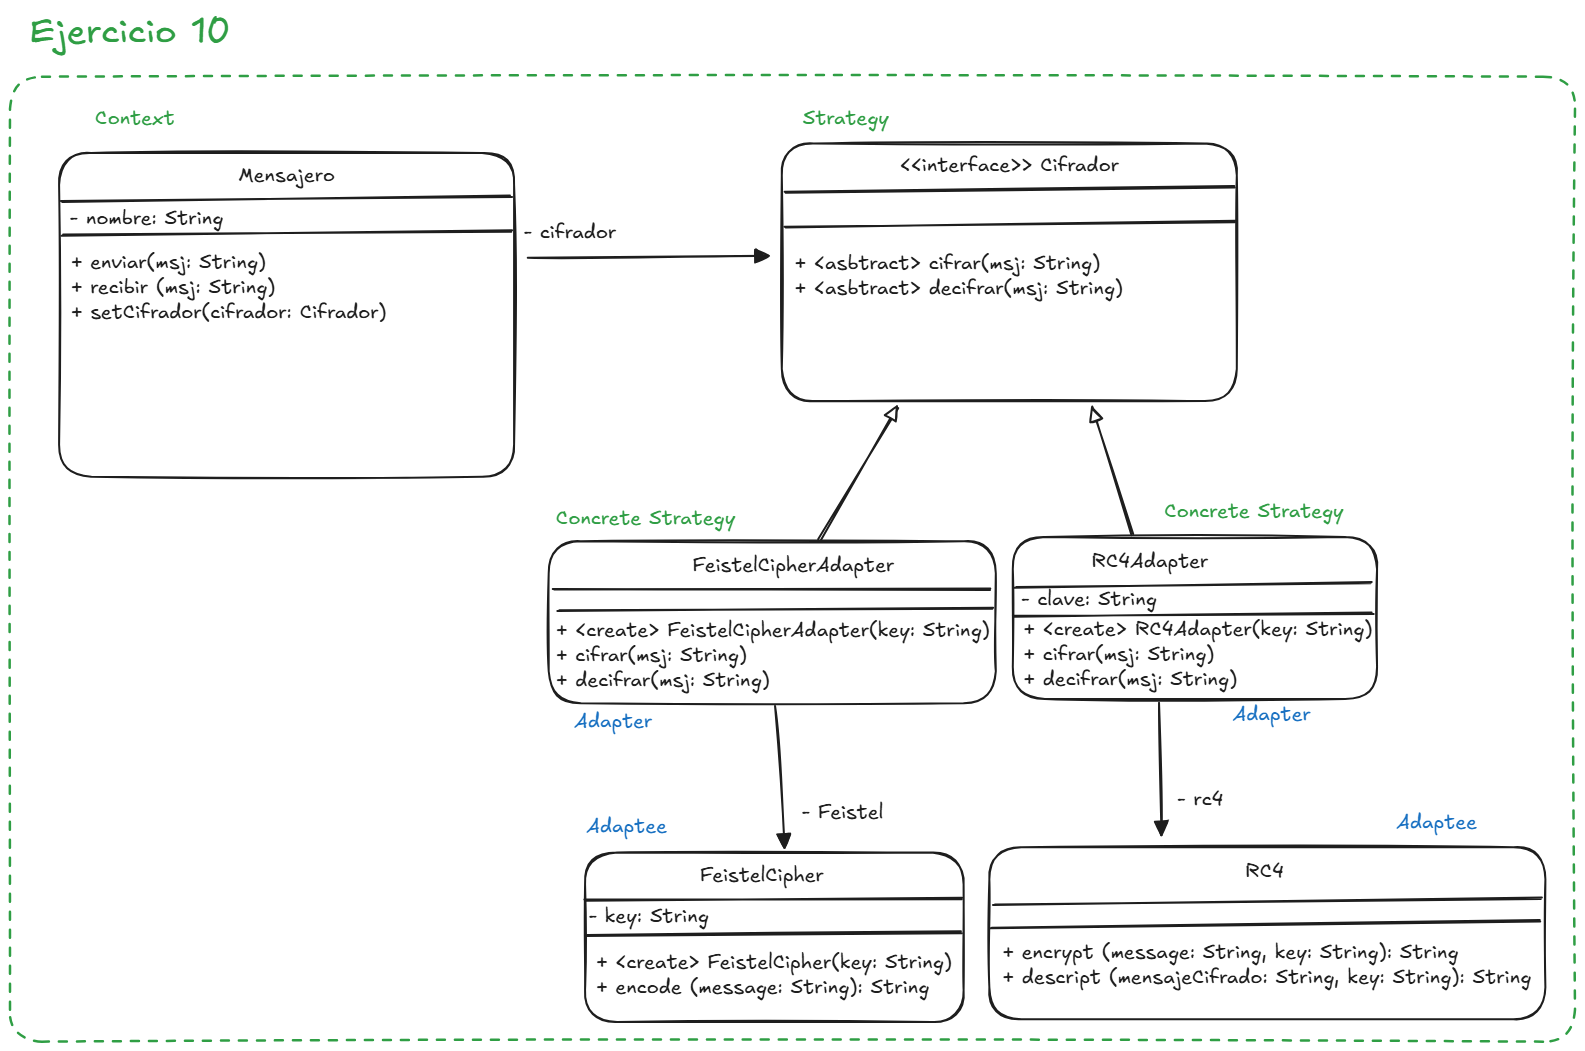 Ejercicio 10
Context
Mensajero
- nombre: String
+ enviar(msj: String)
+ recibir (msj: String)
+ setCifrador(cifrador: Cifrador)
- cifrador
Strategy
<<interface>> Cifrador
+ <asbtract> cifrar(msj: String)
+ <asbtract> decifrar(msj: String)
Concrete Strategy
FeistelCipherAdapter
+ <create> FeistelCipherAdapter(key: String)
+ cifrar(msj: String)
+ decifrar(msj: String)
Adapter
Concrete Strategy
RC4Adapter
- clave: String
+ <create> RC4Adapter(key: String)
+ cifrar(msj: String)
+ decifrar(msj: String)
Adapter
- Feistel
- rc4
Adaptee
FeistelCipher
- key: String
+ <create> FeistelCipher(key: String)
+ encode (message: String): String
Adaptee
RC4
+ encrypt (message: String, key: String): String
+ descript (mensajeCifrado: String, key: String): String